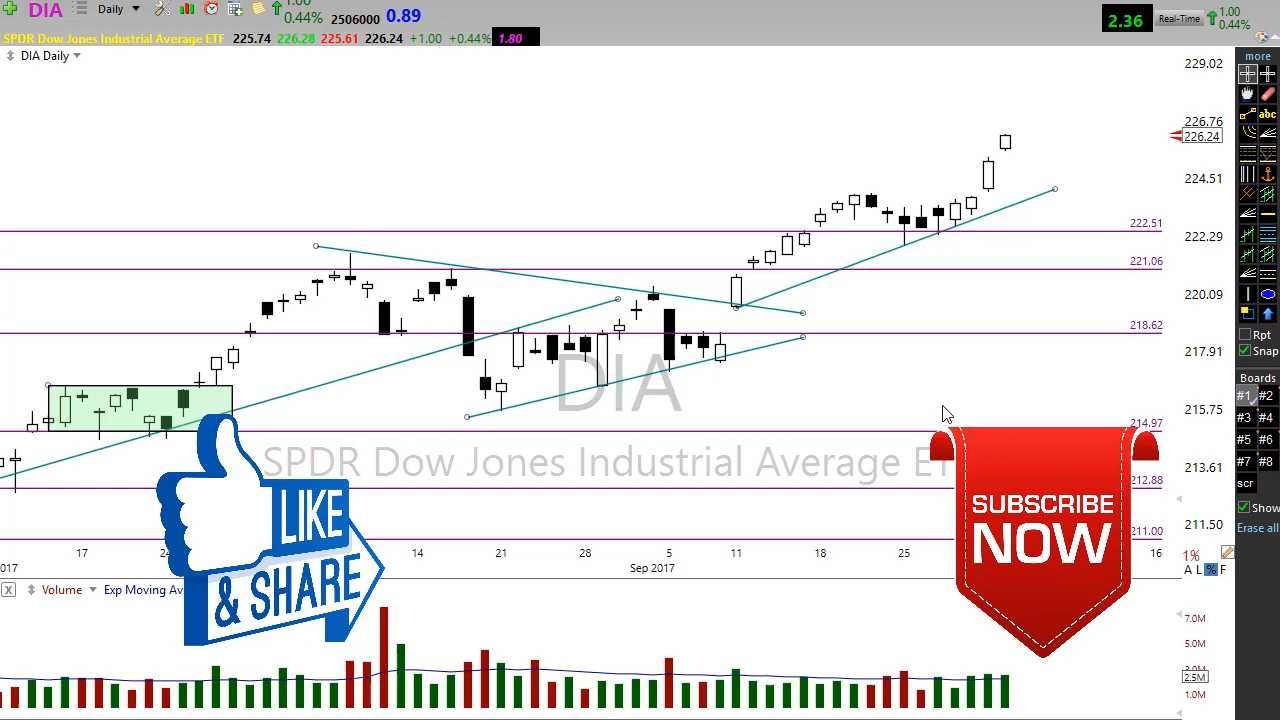 DIA Daily 1.00 0.44% 2506000 0.89 2.36 Real-Time 1.00 0.44%
SPDR Dow Jones Industrial Average ETF 225.74 226.28 225.61 226.24 +1.00 +0.44% 1.80
DIA Daily
229.02
226.76
226.24
224.51
222.51
222.29
221.06
220.09
218.62
217.91
215.75
214.97
213.61
212.88
211.50
211.00
DIA
SPDR Dow Jones Industrial Average ET
LIKE
& SHARE
SUBSCRIBE
NOW
2017 17 24 14 21 28 5 11 18 25 16
Sep 2017
1%
A L % F
X Volume Exp Moving Av
7.0M
5.0M
3.0M
2.5M
1.0M
more
abc
Rpt
Snap
Boards
#1 #2
#3 #4
#5 #6
#7 #8
scr
Show
Erase all